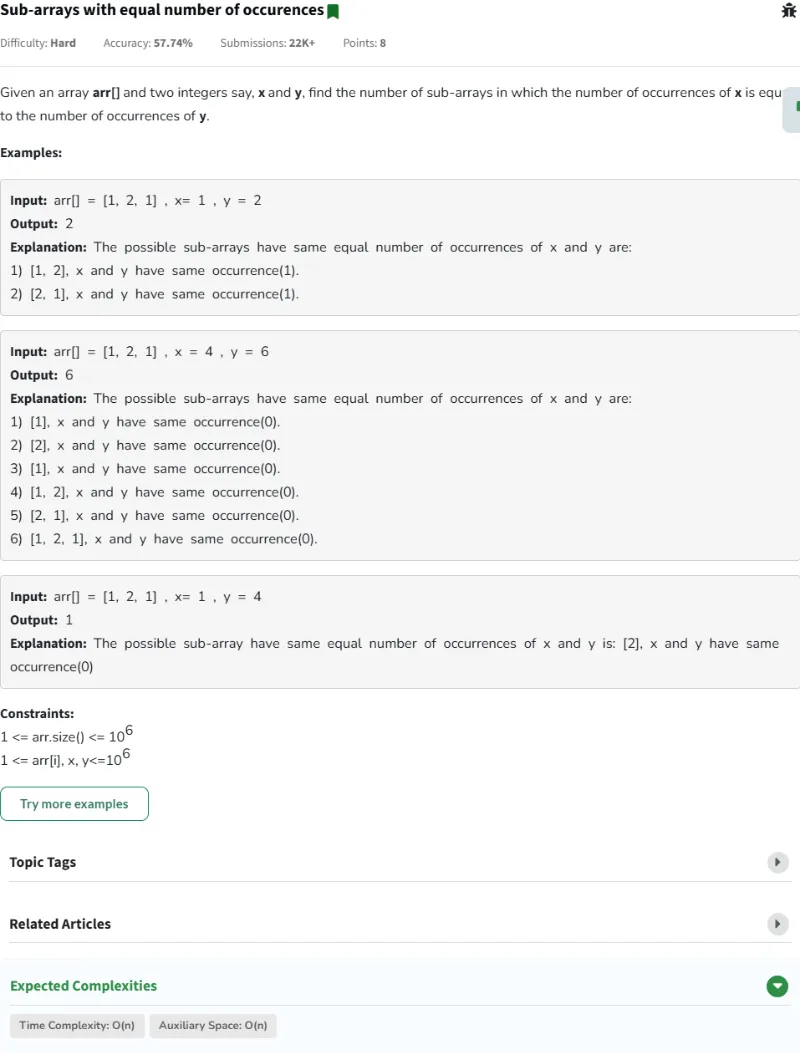 Sub-arrays with equal number of occurences
Difficulty: Hard Accuracy: 57.74% Submissions: 22K+ Points: 8
Given an array arr[] and two integers say, x and y, find the number of sub-arrays in which the number of occurrences of x is equ
to the number of occurrences of y.
Examples:
Input: arr[] = [1, 2, 1] , x= 1 , y = 2
Output: 2
Explanation: The possible sub-arrays have same equal number of occurrences of x and y are:
1) [1, 2], x and y have same occurrence(1).
2) [2, 1], x and y have same occurrence(1).
Input: arr[] = [1, 2, 1] , x = 4 , y = 6
Output: 6
Explanation: The possible sub-arrays have same equal number of occurrences of x and y are:
1) [1], x and y have same occurrence(0).
2) [2], x and y have same occurrence(0).
3) [1], x and y have same occurrence(0).
4) [1, 2], x and y have same occurrence(0).
5) [2, 1], x and y have same occurrence(0).
6) [1, 2, 1], x and y have same occurrence(0).
Input: arr[] = [1, 2, 1] , x= 1 , y = 4
Output: 1
Explanation: The possible sub-array have same equal number of occurrences of x and y is: [2], x and y have same
occurrence(0)
Constraints:
1 <= arr.size() <= 10^6
1 <= arr[i], x, y<=10^6
Try more examples
Topic Tags
Related Articles
Expected Complexities
Time Complexity: O(n) Auxiliary Space: O(n)